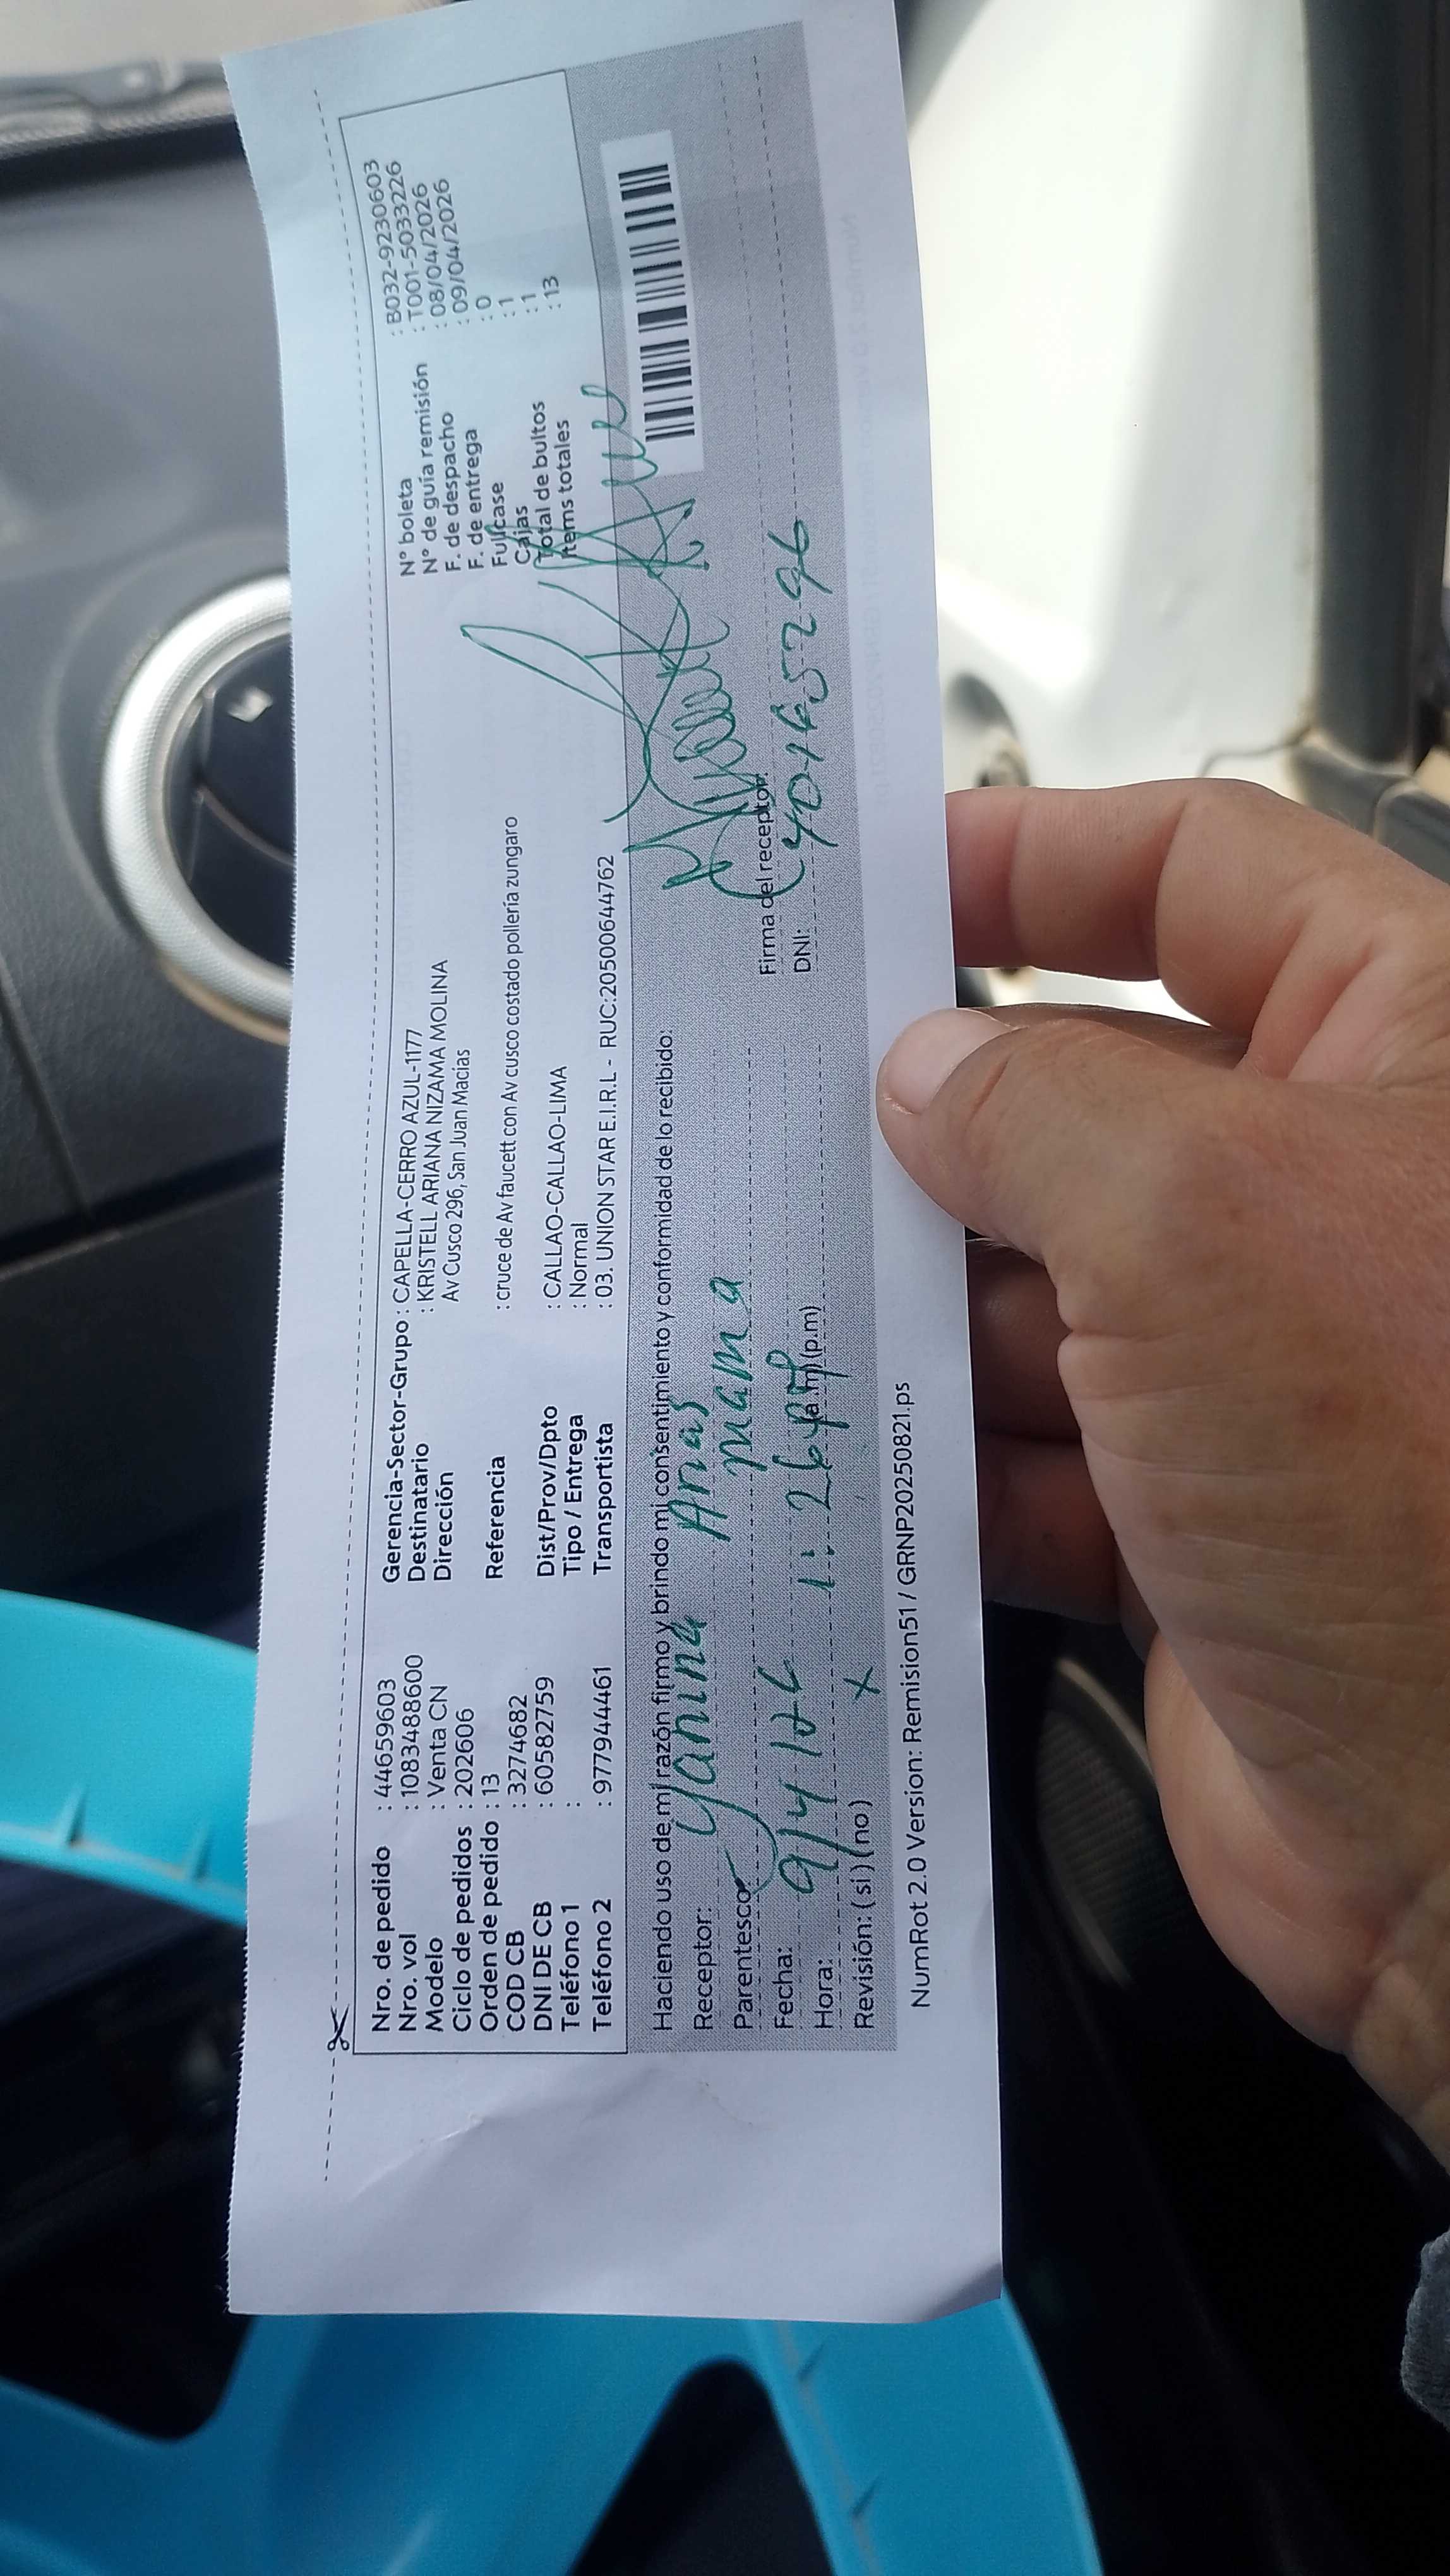 Nro. de pedido : 44659603
Nro. vol : 1083488600
Modelo : Venta CN
Ciclo de pedidos : 202606
Orden de pedido : 13
COD CB : 3274682
DNI DE CB : 60582759
Teléfono 1 :
Teléfono 2 : 977944461
Gerencia-Sector-Grupo : CAPELLA-CERRO AZUL-1177
Destinatario : KRISTELL ARIANA NIZAMA MOLINA
Dirección Av Cusco 296, San Juan Macias
Referencia : cruce de Av faucett con Av cusco costado pollería zungaro
Dist/Prov/Dpto : CALLAO-CALLAO-LIMA
Tipo / Entrega : Normal
Transportista : 03. UNION STAR E.I.R.L - RUC:20500644762
N° boleta : B032-9230603
N° de guía remisión : T001-5033226
F. de despacho : 08/04/2026
F. de entrega : 09/04/2026
Fullcase : 0
Cajas : 1
Total de bultos : 1
Items totales : 13
Haciendo uso de mi razón firmo y brindo mi consentimiento y conformidad de lo recibido:
Receptor: Yanina Arias
Parentesco: mama
Fecha: 9/4/26
Hora: 1:26 pm (a.m) (p.m)
Revisión: (si) (no) X
Firma del receptor:
DNI:
NumRot 2.0 Version: Remision51 / GRNP20250821.ps